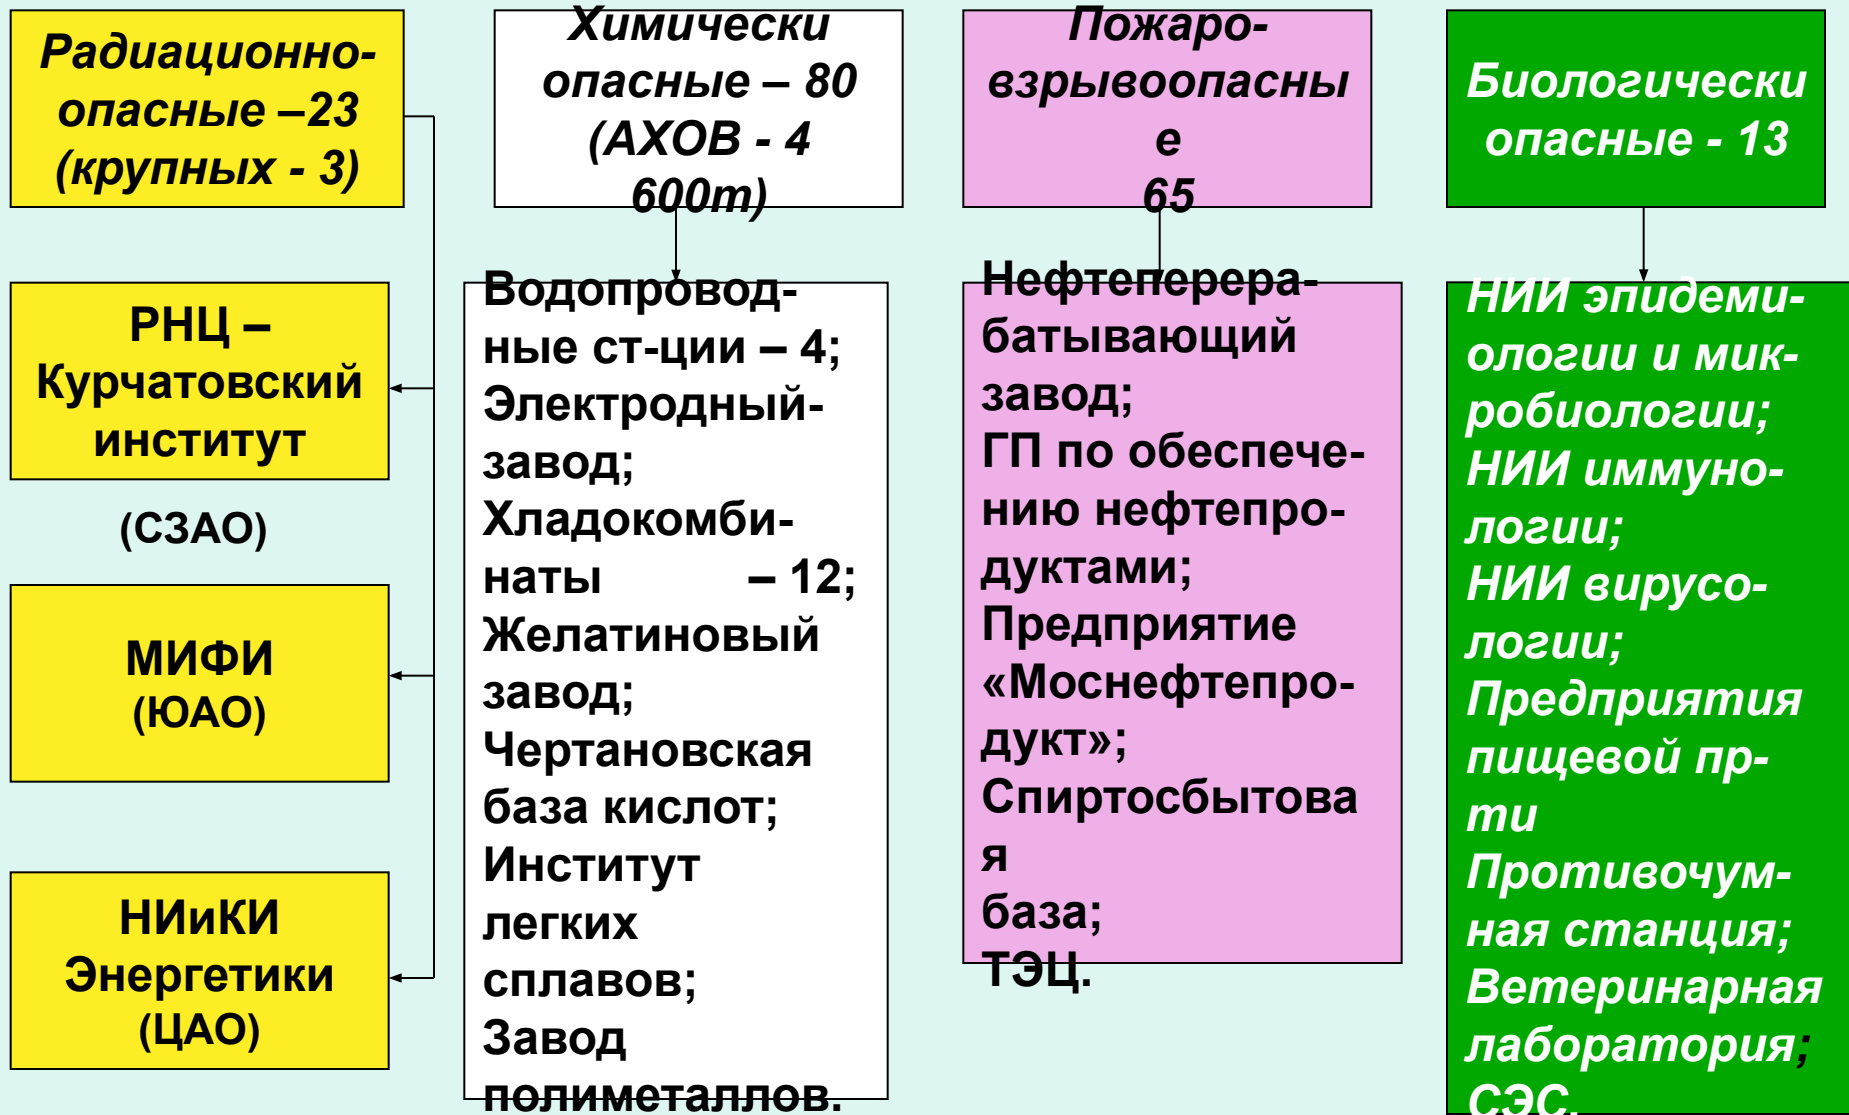 Радиационно-
опасные –23
(крупных - 3)
РНЦ –
Курчатовский
институт
(СЗАО)
МИФИ
(ЮАО)
НИиКИ
Энергетики
(ЦАО)
Химически
опасные – 80
(АХОВ - 4
600т)
Водопровод-
ные ст-ции – 4;
Электродный-
завод;
Хладокомби-
наты – 12;
Желатиновый
завод;
Чертановская
база кислот;
Институт
легких
сплавов;
Завод
полиметаллов.
Пожаро-
взрывоопасны
е
65
Нефтеперера-
батывающий
завод;
ГП по обеспече-
нию нефтепро-
дуктами;
Предприятие
«Моснефтепро-
дукт»;
Спиртосбытова
я
база;
ТЭЦ.
Биологически
опасные - 13
НИИ эпидеми-
ологии и мик-
робиологии;
НИИ иммуно-
логии;
НИИ вирусо-
логии;
Предприятия
пищевой пр-
ти
Противочум-
ная станция;
Ветеринарная
лаборатория;
СЭС.